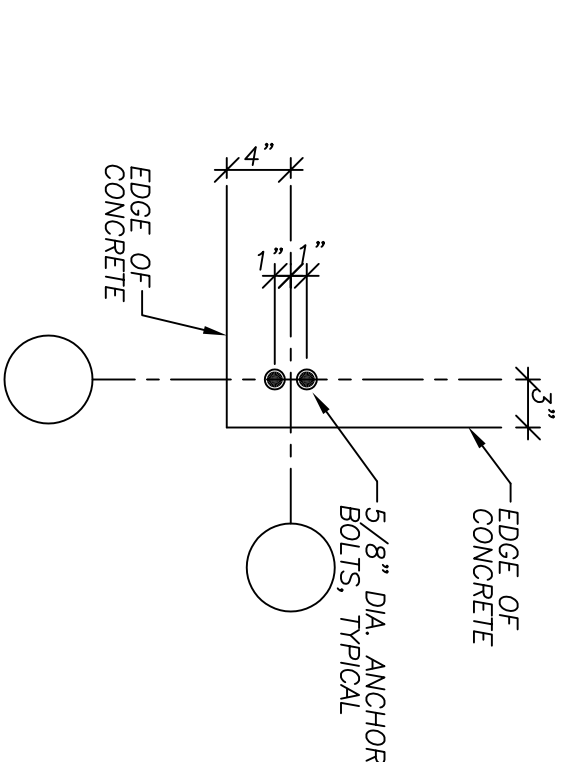 4”
1”
1”
3”
EDGE OF
CONCRETE
EDGE OF
CONCRETE
5/8” DIA. ANCHOR
BOLTS, TYPICAL